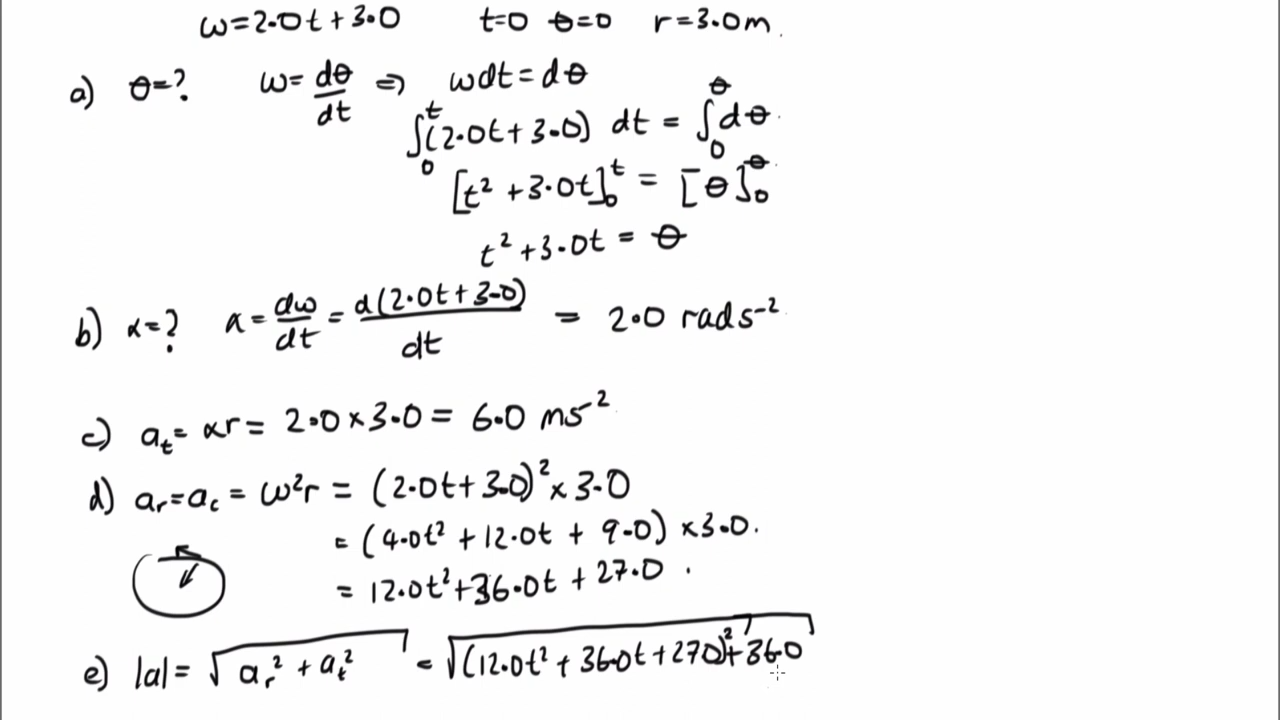 ω=2.0t+3.0 t=0 θ=0 r=3.0m
a) θ=? ω=dθ/dt ⇒ ωdt=dθ
∫₀ᵗ(2.0t+3.0) dt = ∫₀^θ dθ
[t²+3.0t]₀ᵗ = [θ]₀^θ
t²+3.0t = θ
b) α=? α=dω/dt=d(2.0t+3.0)/dt = 2.0 rads⁻²
c) aₜ=αr= 2.0×3.0= 6.0 ms⁻²
d) aᵣ=a_c = ω²r = (2.0t+3.0)²×3.0
= (4.0t²+12.0t+9.0)×3.0.
= 12.0t²+36.0t+27.0
e) |a|=√(aᵣ²+aₜ²) = √((12.0t²+36.0t+270)²+36.0)